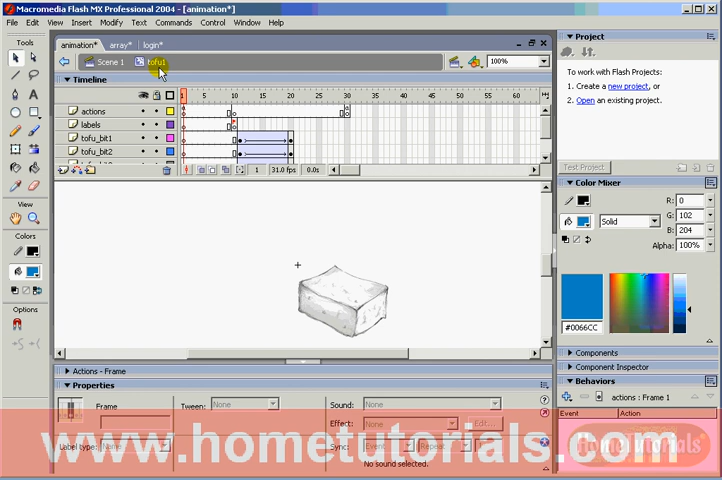 Macromedia Flash MX Professional 2004 - [animation*]
File Edit View Insert Modify Text Commands Control Window Help
Tools
View
Colors
Options
animation* array* login*
Scene 1 tofu1
100%
Timeline
1 5 10 15 20 25 30 35 40 45 50 55 60
actions
labels
tofu_bit1
tofu_bit2
1 31.0 fps 0.0s
Actions - Frame
Properties
Frame
Tween: None
Sound: None
Effect: None Edit...
Label type: None
Sync: Event Repeat
No sound selected.
Project
To work with Flash Projects:
1. Create a new project, or
2. Open an existing project.
Test Project
Color Mixer
R: 0
Solid
G: 102
B: 204
Alpha: 100%
#0066CC
Components
Component Inspector
Behaviors
actions : Frame 1
Event Action
www.hometutorials.com
HomeTutorials